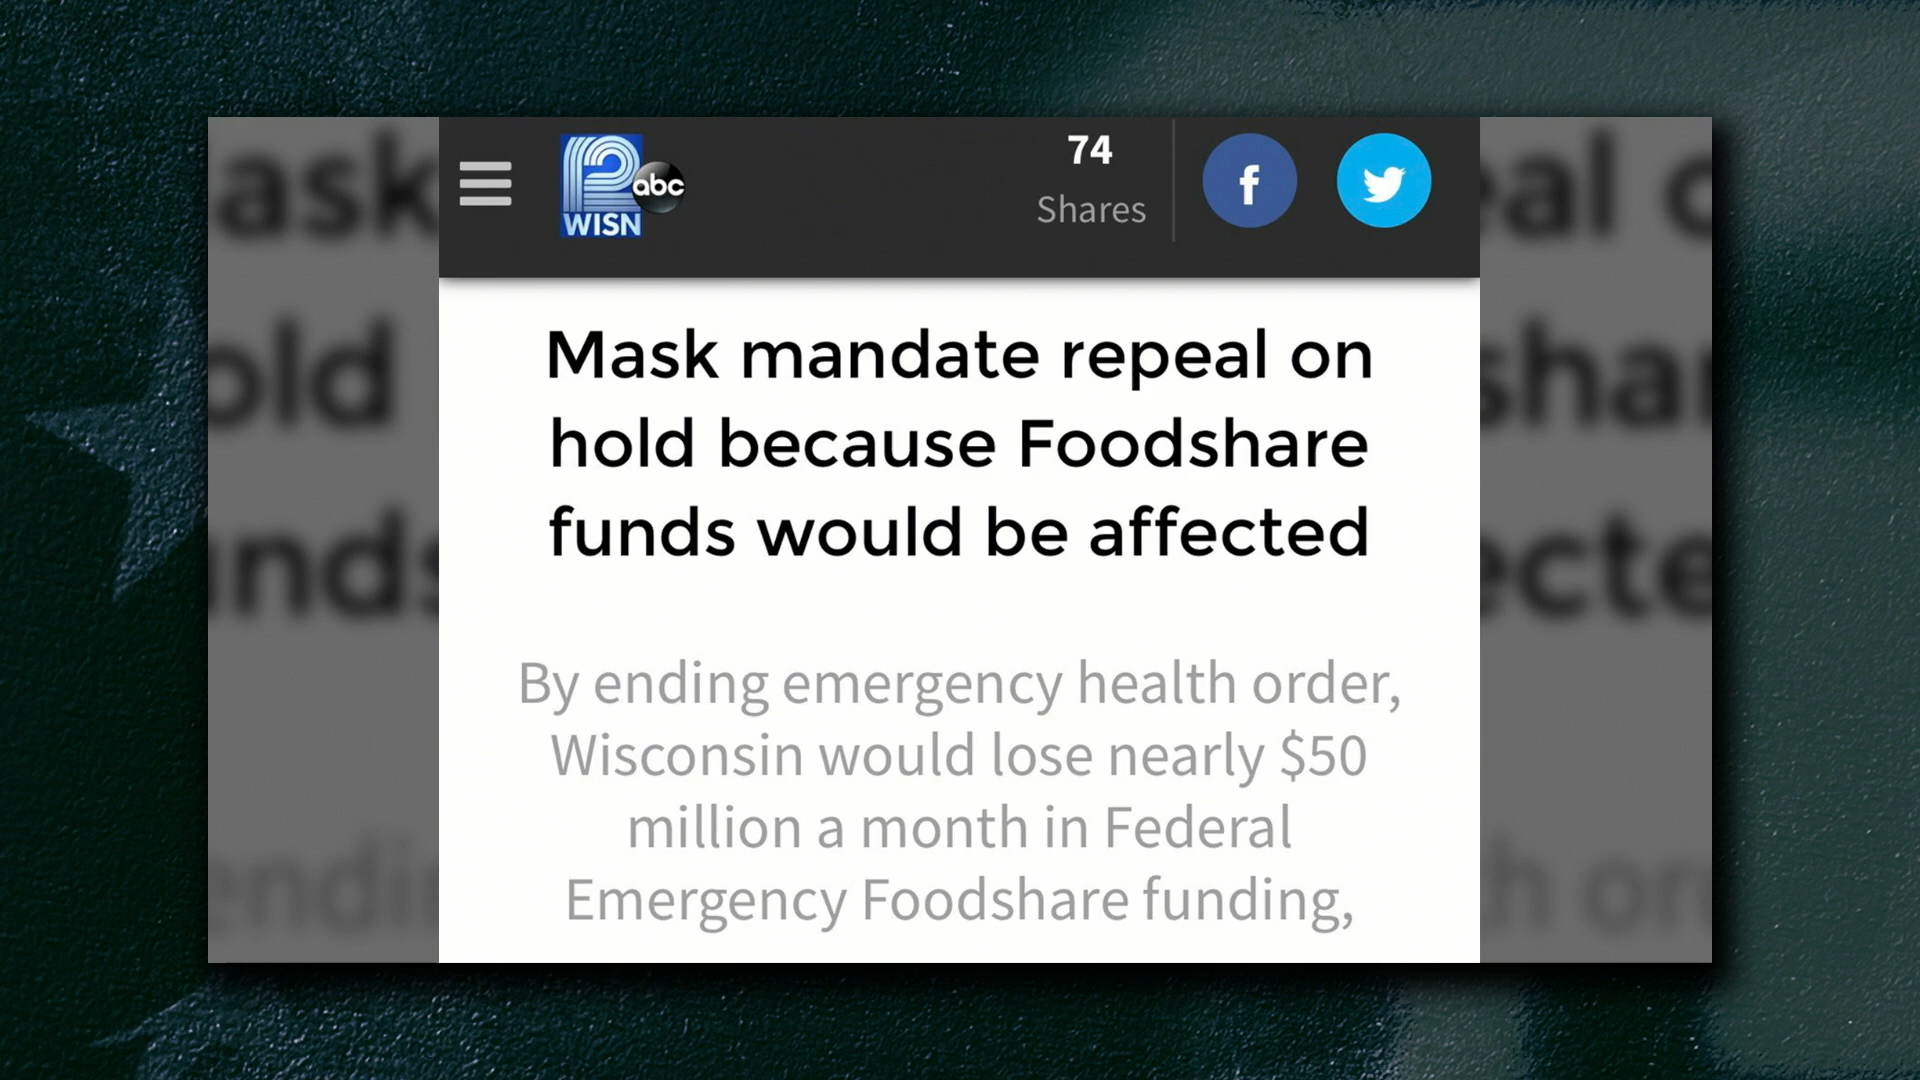 12
abc
WISN
74
Shares
f
Mask mandate repeal on
hold because Foodshare
funds would be affected
By ending emergency health order,
Wisconsin would lose nearly $50
million a month in Federal
Emergency Foodshare funding,